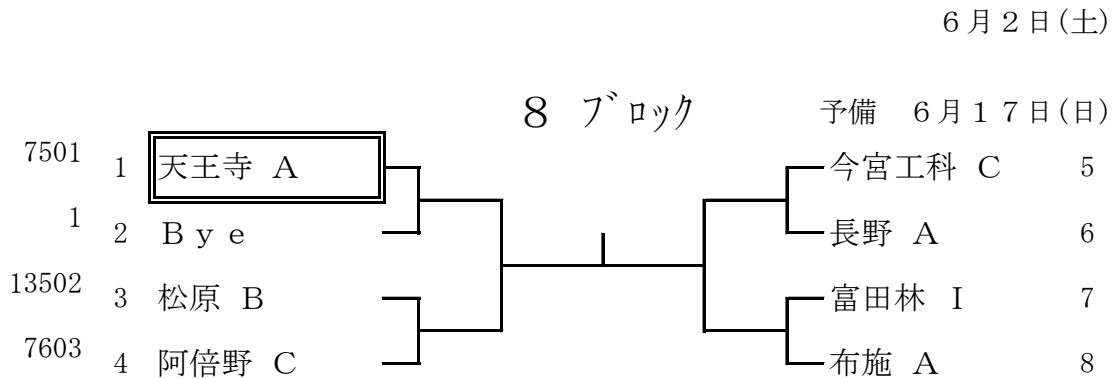 ６月２日(土)
８ ブロック
予備　６月１７日(日)
7501 1 天王寺 A 今宮工科 C 5
1 2 Ｂｙｅ 長野 A 6
13502 3 松原 B 富田林 I 7
7603 4 阿倍野 C 布施 A 8